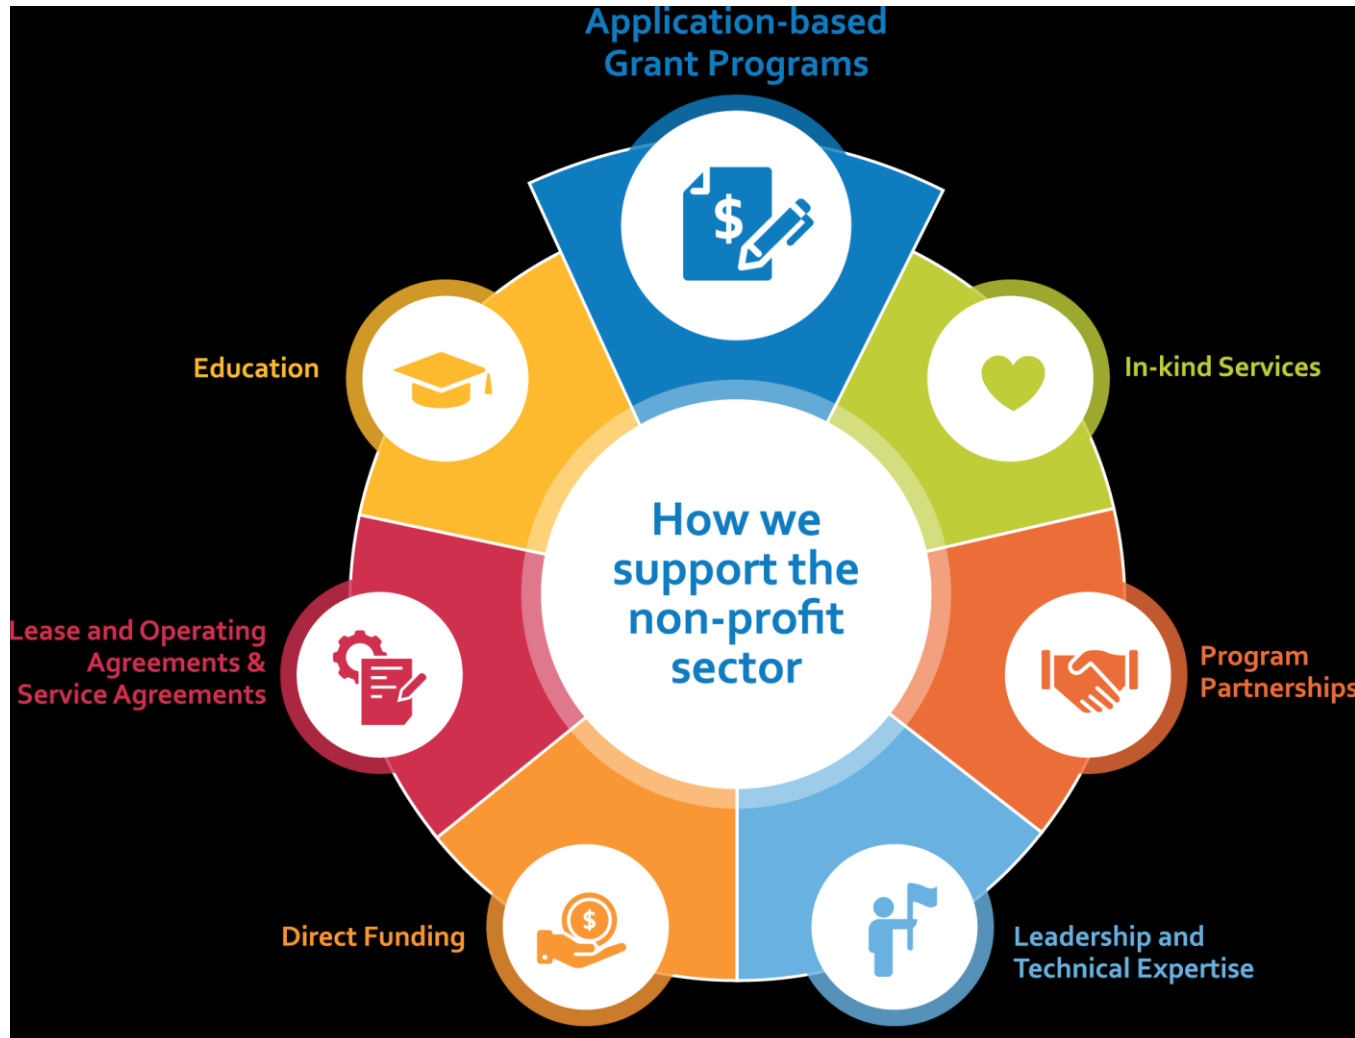 Application-based
Grant Programs
$
Education
In-kind Services
How we
support the
non-profit
sector
Lease and Operating
Agreements &
Service Agreements
Program
Partnerships
$
Direct Funding
Leadership and
Technical Expertise